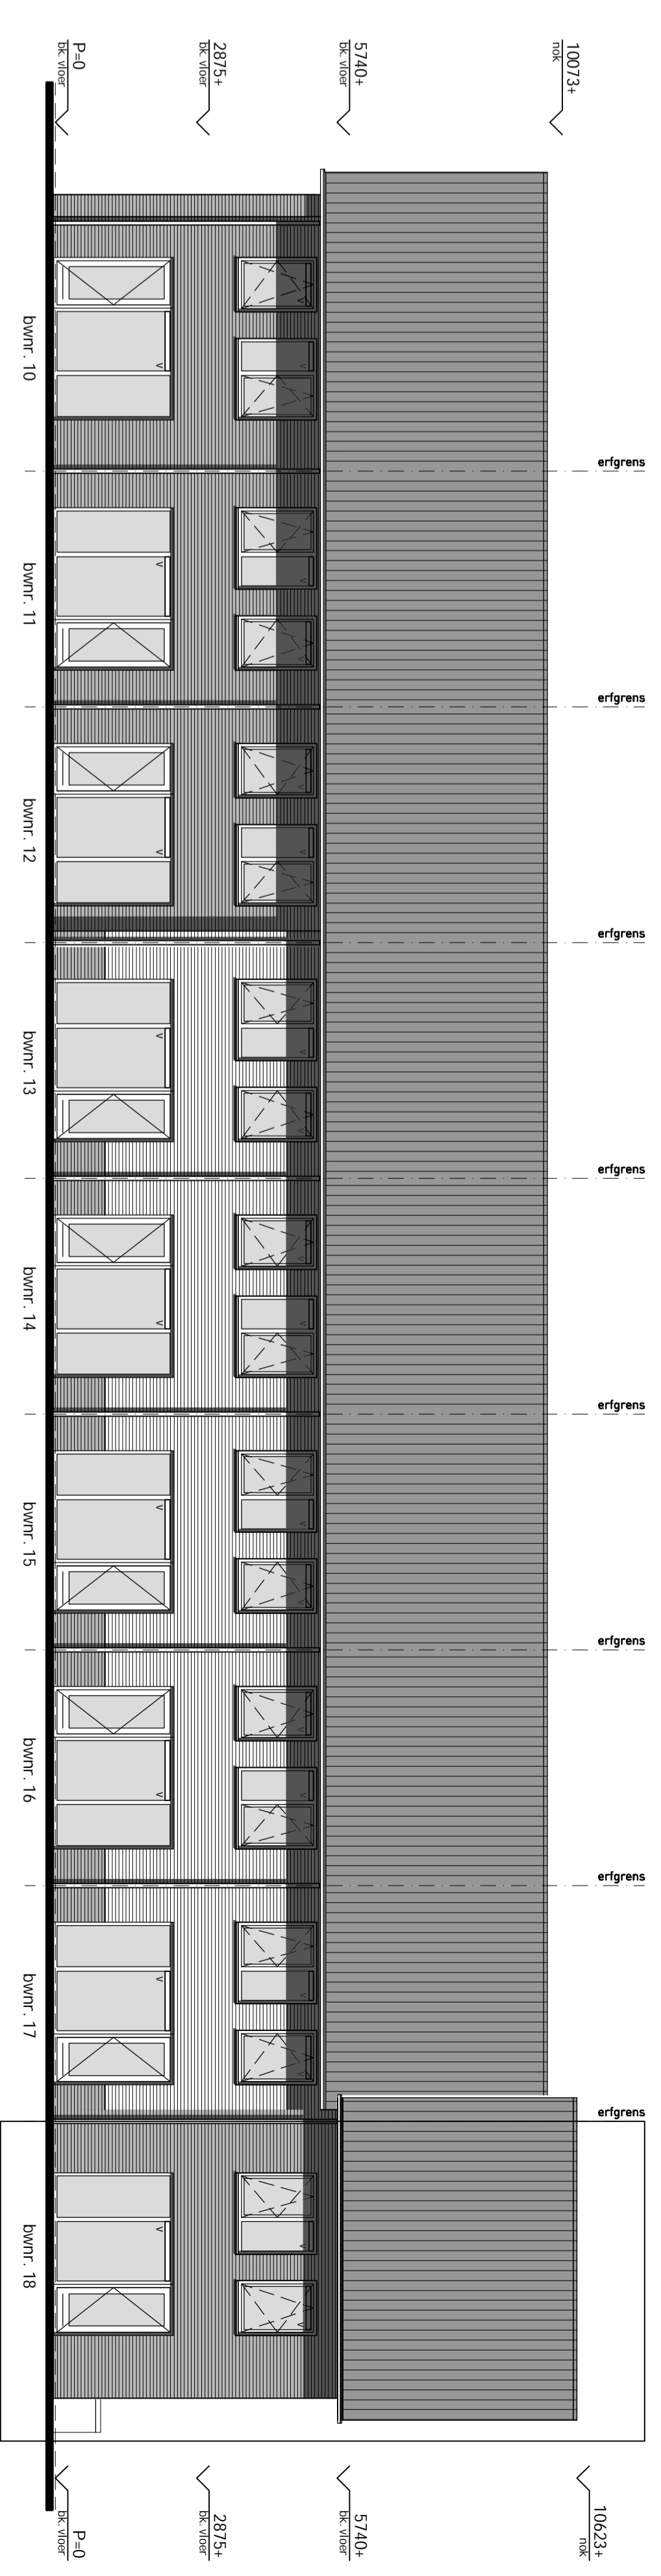 10073+
nok
5740+
bk. vloer
2875+
bk. vloer
P=0
bk. vloer
erfgrens
erfgrens
erfgrens
erfgrens
erfgrens
erfgrens
erfgrens
erfgrens
bwnr. 10
bwnr. 11
bwnr. 12
bwnr. 13
bwnr. 14
bwnr. 15
bwnr. 16
bwnr. 17
bwnr. 18
10623+
nok
5740+
bk. vloer
2875+
bk. vloer
P=0
bk. vloer